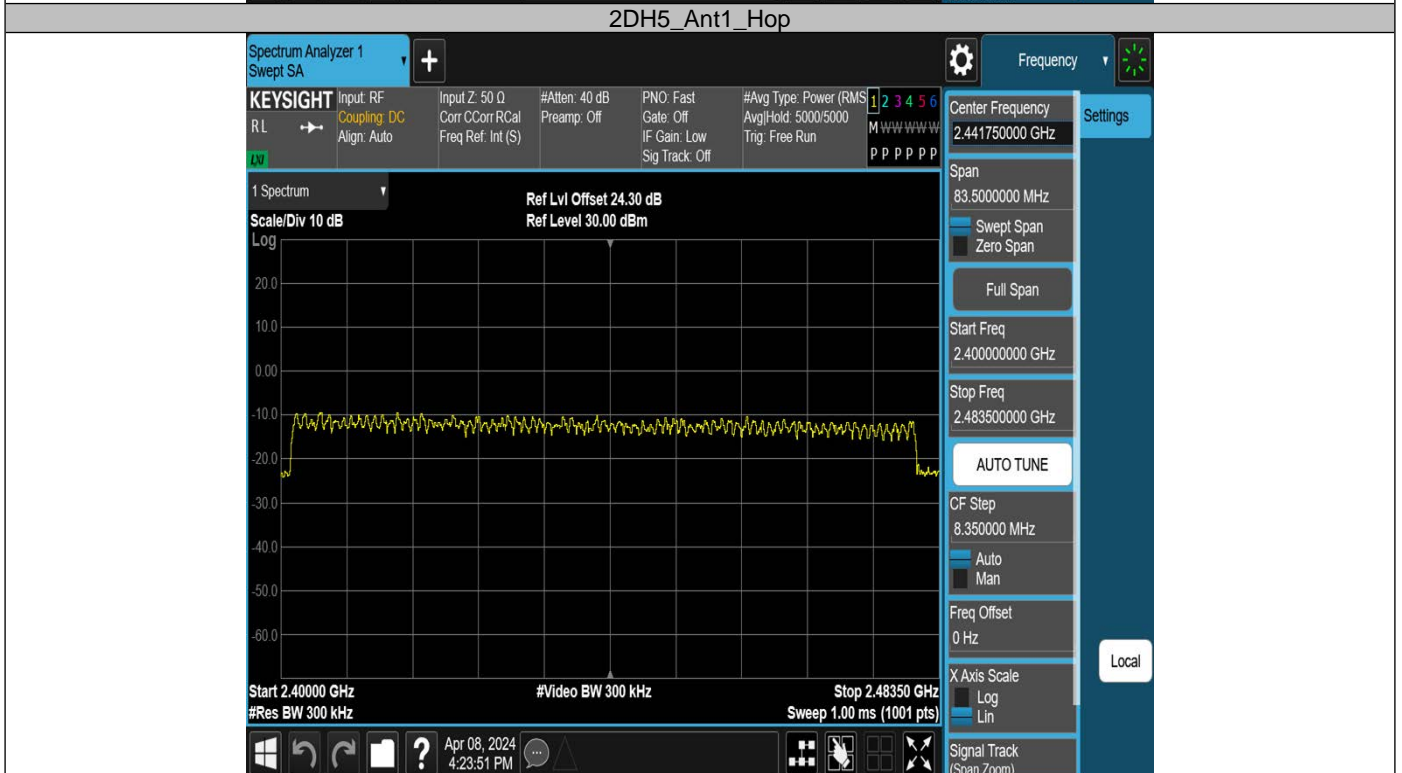 2DH5_Ant1_Hop
Spectrum Analyzer 1
Swept SA
+
Frequency
KEYSIGHT
RL
LXI
Input: RF
Coupling: DC
Align: Auto
Input Z: 50 Ω
Corr CCorr RCal
Freq Ref: Int (S)
#Atten: 40 dB
Preamp: Off
PNO: Fast
Gate: Off
IF Gain: Low
Sig Track: Off
#Avg Type: Power (RMS
Avg|Hold: 5000/5000
Trig: Free Run
1 2 3 4 5 6
M W W W W W
P P P P P P
1 Spectrum
Scale/Div 10 dB
Log
Ref Lvl Offset 24.30 dB
Ref Level 30.00 dBm
20.0
10.0
0.00
-10.0
-20.0
-30.0
-40.0
-50.0
-60.0
Start 2.40000 GHz
#Res BW 300 kHz
#Video BW 300 kHz
Stop 2.48350 GHz
Sweep 1.00 ms (1001 pts)
Center Frequency
2.441750000 GHz
Settings
Span
83.5000000 MHz
Swept Span
Zero Span
Full Span
Start Freq
2.400000000 GHz
Stop Freq
2.483500000 GHz
AUTO TUNE
CF Step
8.350000 MHz
Auto
Man
Freq Offset
0 Hz
X Axis Scale
Log
Lin
Local
Signal Track
(Span Zoom)
?
Apr 08, 2024
4:23:51 PM